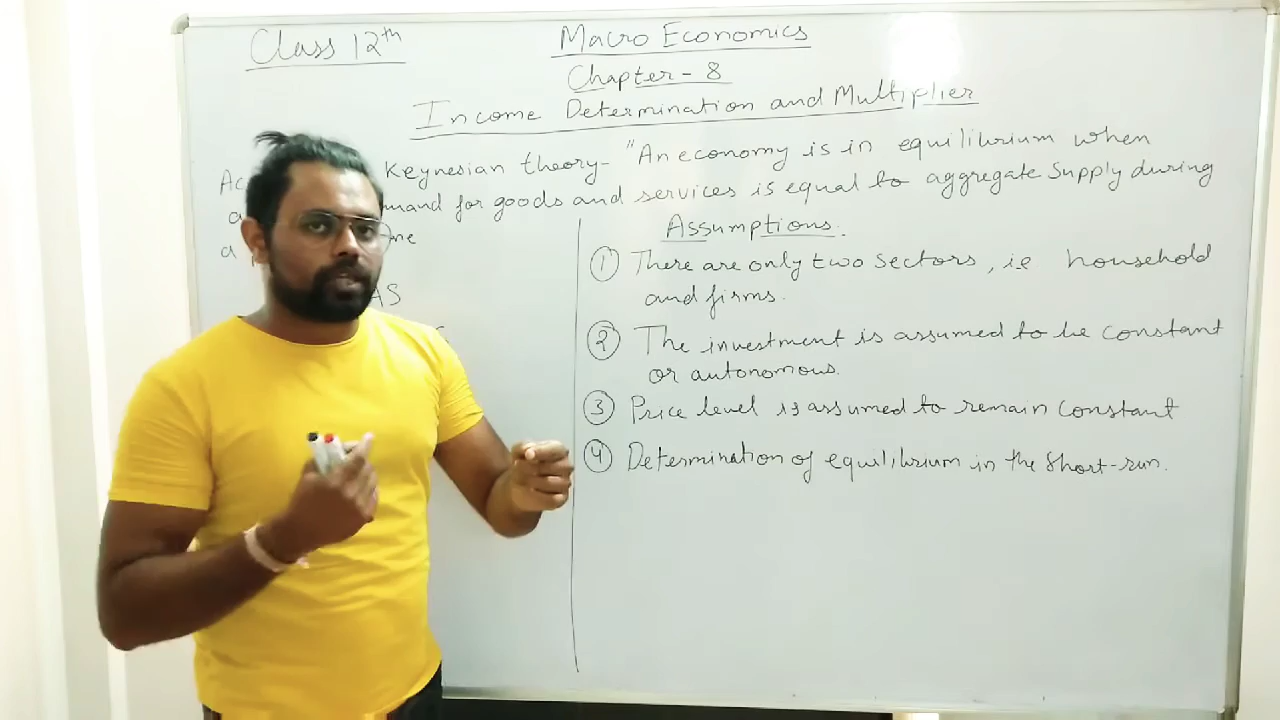 Class 12th
Macro Economics
Chapter - 8
Income Determination and Multiplier
Keynesian theory- "An economy is in equilibrium when
for goods and services is equal to aggregate supply during
Assumptions.
① There are only two sectors, i.e household
and firms.
AS
② The investment is assumed to be constant
or autonomous.
③ Price level is assumed to remain constant
④ Determination of equilibrium in the short-run.